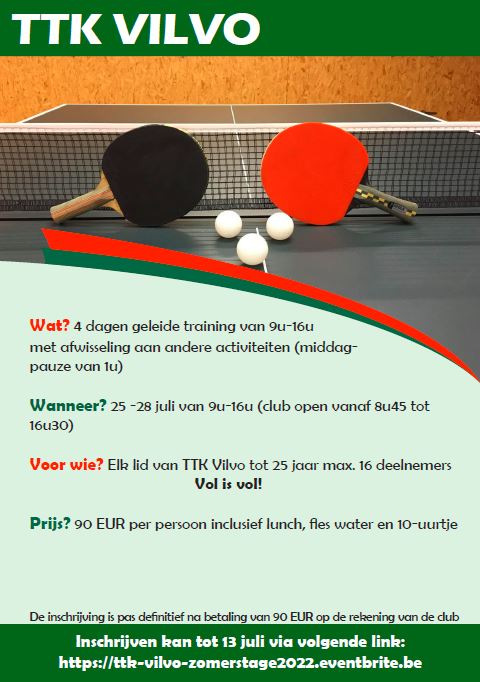 TTK VILVO
Wat? 4 dagen geleide training van 9u-16u
met afwisseling aan andere activiteiten (middag-
pauze van 1u)
Wanneer? 25 -28 juli van 9u-16u (club open vanaf 8u45 tot
16u30)
Voor wie? Elk lid van TTK Vilvo tot 25 jaar max. 16 deelnemers
Vol is vol!
Prijs? 90 EUR per persoon inclusief lunch, fles water en 10-uurtje
De inschrijving is pas definitief na betaling van 90 EUR op de rekening van de club
Inschrijven kan tot 13 juli via volgende link:
https://ttk-vilvo-zomerstage2022.eventbrite.be